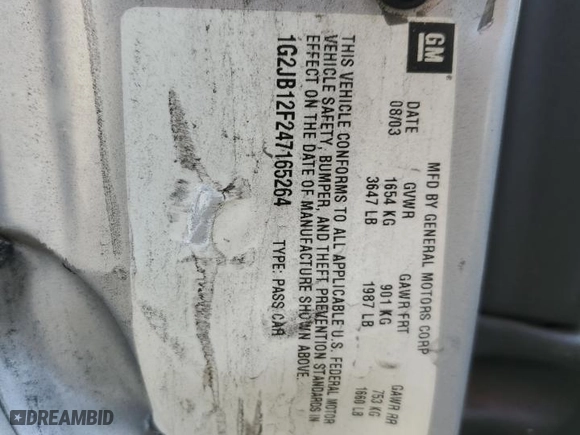 GM
MFD BY GENERAL MOTORS CORP
DATE GVWR GAWR FRT GAWR RR
08/03 1654 KG 901 KG 753 KG
3647 LB 1987 LB 1660 LB
THIS VEHICLE CONFORMS TO ALL APPLICABLE U.S. FEDERAL MOTOR
VEHICLE SAFETY, BUMPER, AND THEFT PREVENTION STANDARDS IN
EFFECT ON THE DATE OF MANUFACTURE SHOWN ABOVE.
1G2JB12F247165264 TYPE: PASS CAR
DREAMBID